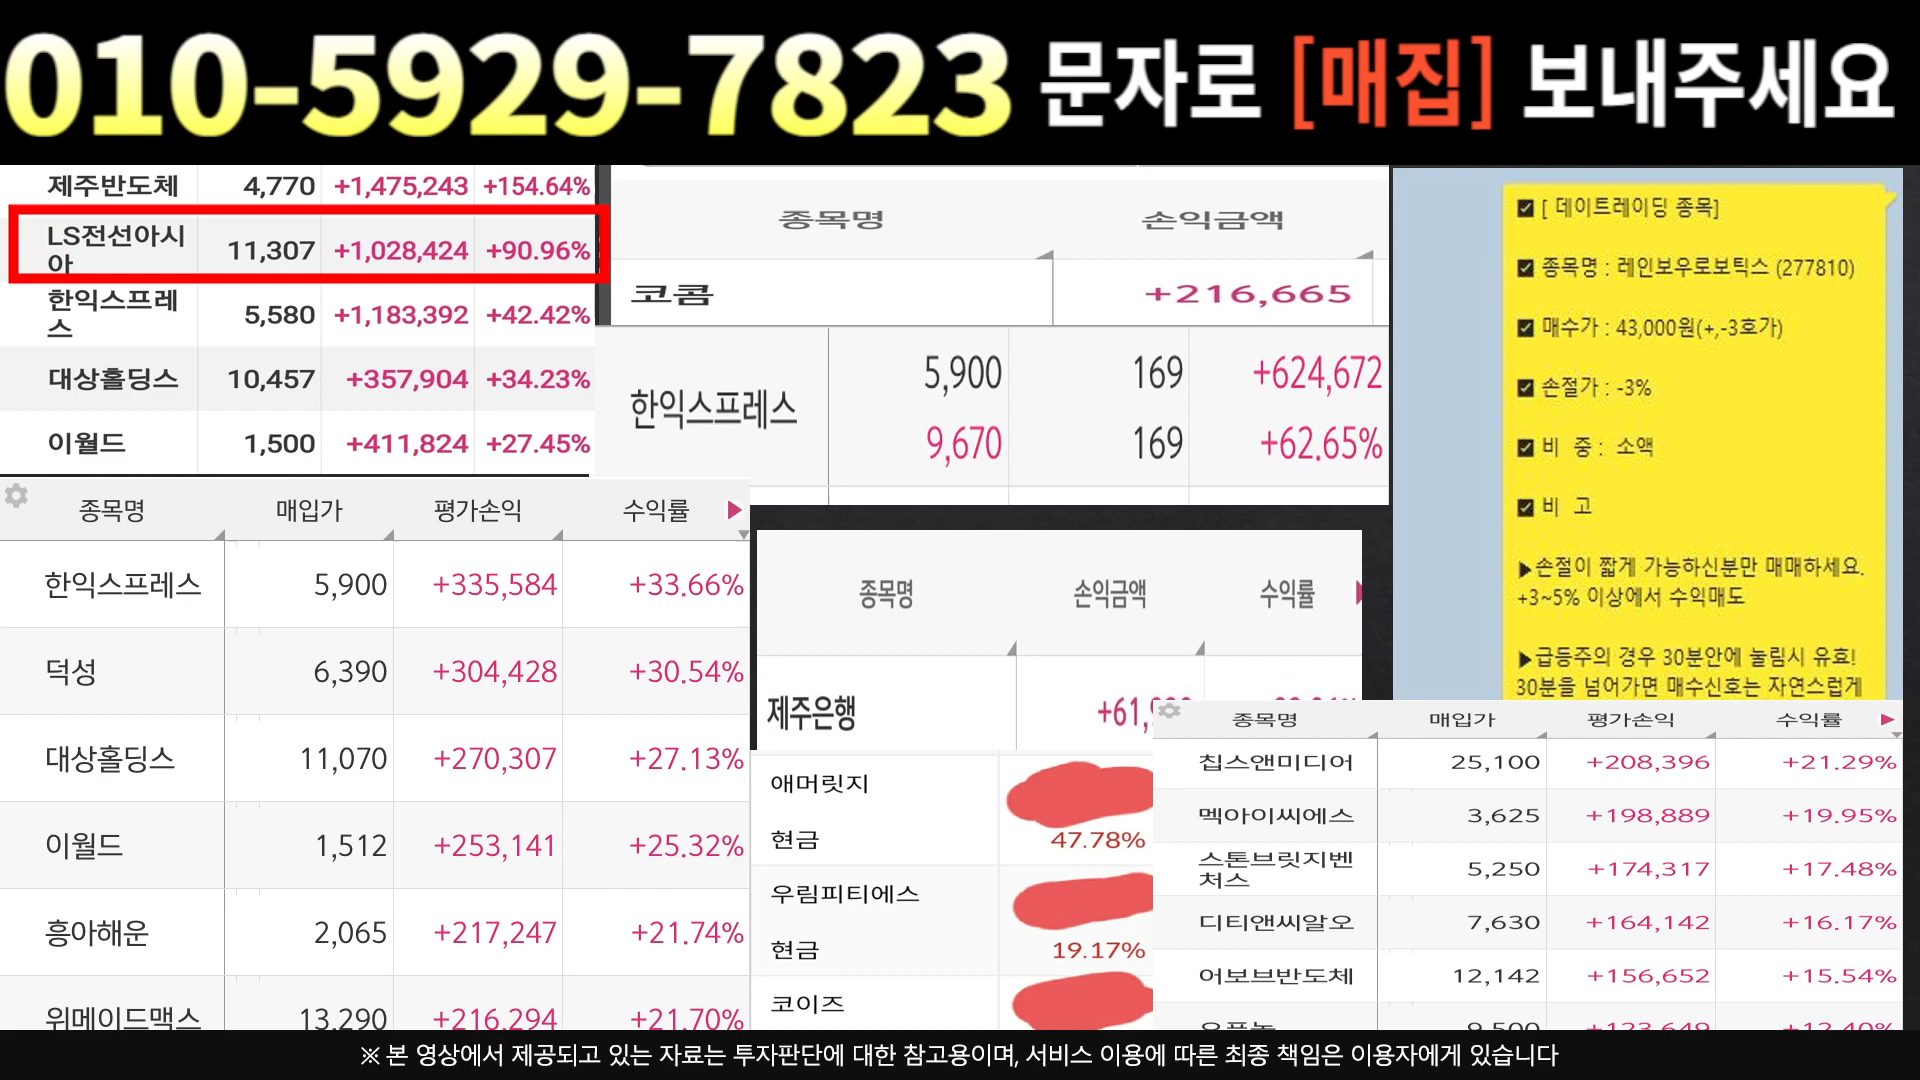 010-5929-7823 문자로 [매집] 보내주세요
제주반도체 4,770 +1,475,243 +154.64%
LS전선아시
아 11,307 +1,028,424 +90.96%
한익스프레
스 5,580 +1,183,392 +42.42%
대상홀딩스 10,457 +357,904 +34.23%
이월드 1,500 +411,824 +27.45%
종목명 손익금액
코콤 +216,665
한익스프레스
5,900 169 +624,672
9,670 169 +62.65%
☑ [ 데이트레이딩 종목]
☑ 종목명 : 레인보우로보틱스 (277810)
☑ 매수가 : 43,000원(+,-3호가)
☑ 손절가 : -3%
☑ 비 중 : 소액
☑ 비 고
▶손절이 짧게 가능하신분만 매매하세요.
+3~5% 이상에서 수익매도
▶급등주의 경우 30분안에 눌림시 유효!
30분을 넘어가면 매수신호는 자연스럽게
종목명 매입가 평가손익 수익률
한익스프레스 5,900 +335,584 +33.66%
덕성 6,390 +304,428 +30.54%
대상홀딩스 11,070 +270,307 +27.13%
이월드 1,512 +253,141 +25.32%
흥아해운 2,065 +217,247 +21.74%
위메이드맥스 13,290 +216,294 +21.70%
종목명 손익금액 수익률
제주은행
애머릿지
현금 47.78%
우림피티에스
현금 19.17%
코이즈
종목명 매입가 평가손익 수익률
칩스앤미디어 25,100 +208,396 +21.29%
멕아이씨에스 3,625 +198,889 +19.95%
스톤브릿지벤
처스 5,250 +174,317 +17.48%
디티앤씨알오 7,630 +164,142 +16.17%
어보브반도체 12,142 +156,652 +15.54%
※ 본 영상에서 제공되고 있는 자료는 투자판단에 대한 참고용이며, 서비스 이용에 따른 최종 책임은 이용자에게 있습니다